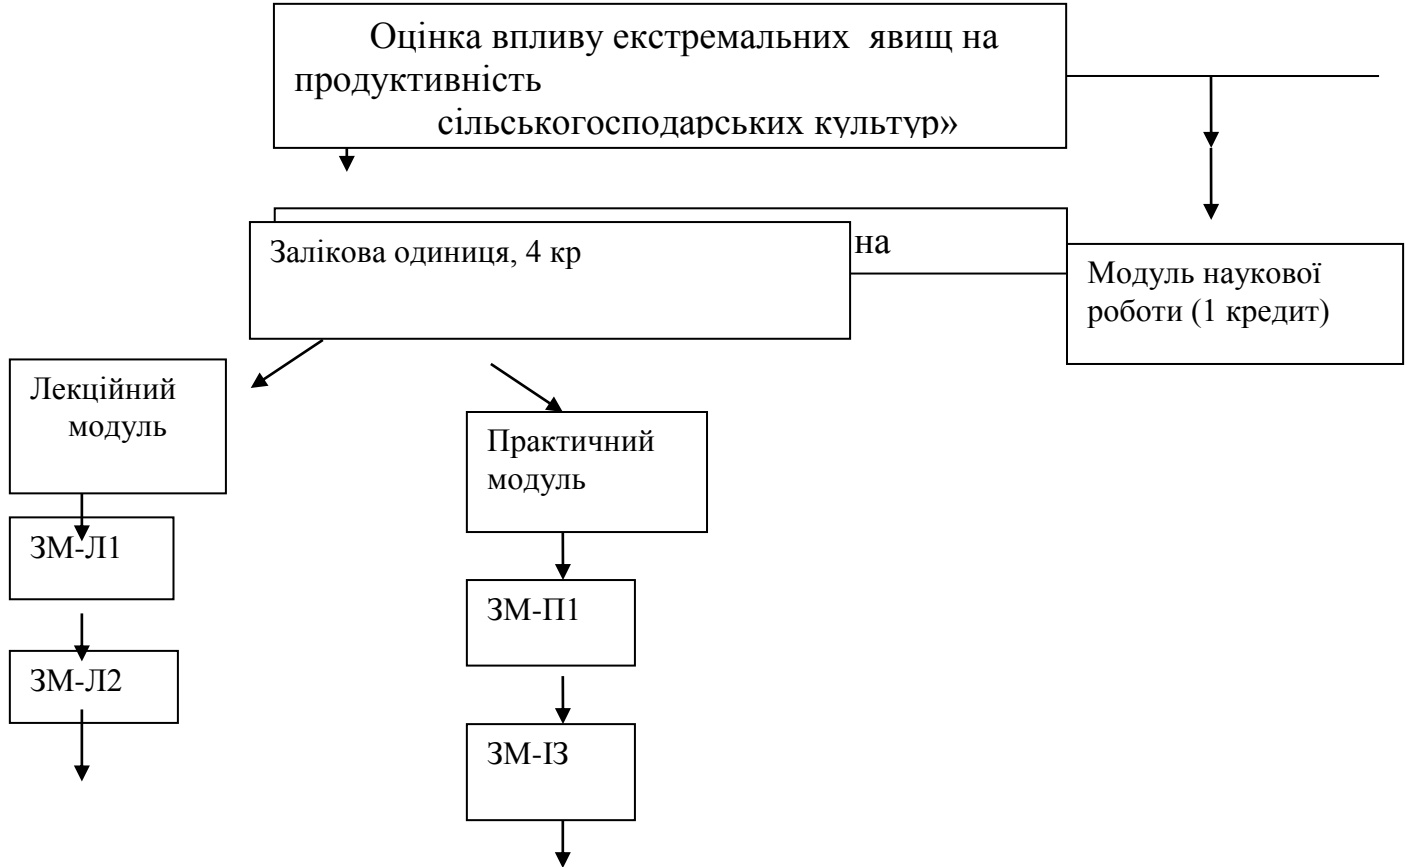 Оцінка впливу екстремальних явищ на
продуктивність
сільськогосподарських культур»
на
Залікова одиниця, 4 кр
Модуль наукової
роботи (1 кредит)
Лекційний
модуль
Практичний
модуль
ЗМ-Л1
ЗМ-П1
ЗМ-Л2
ЗМ-ІЗ